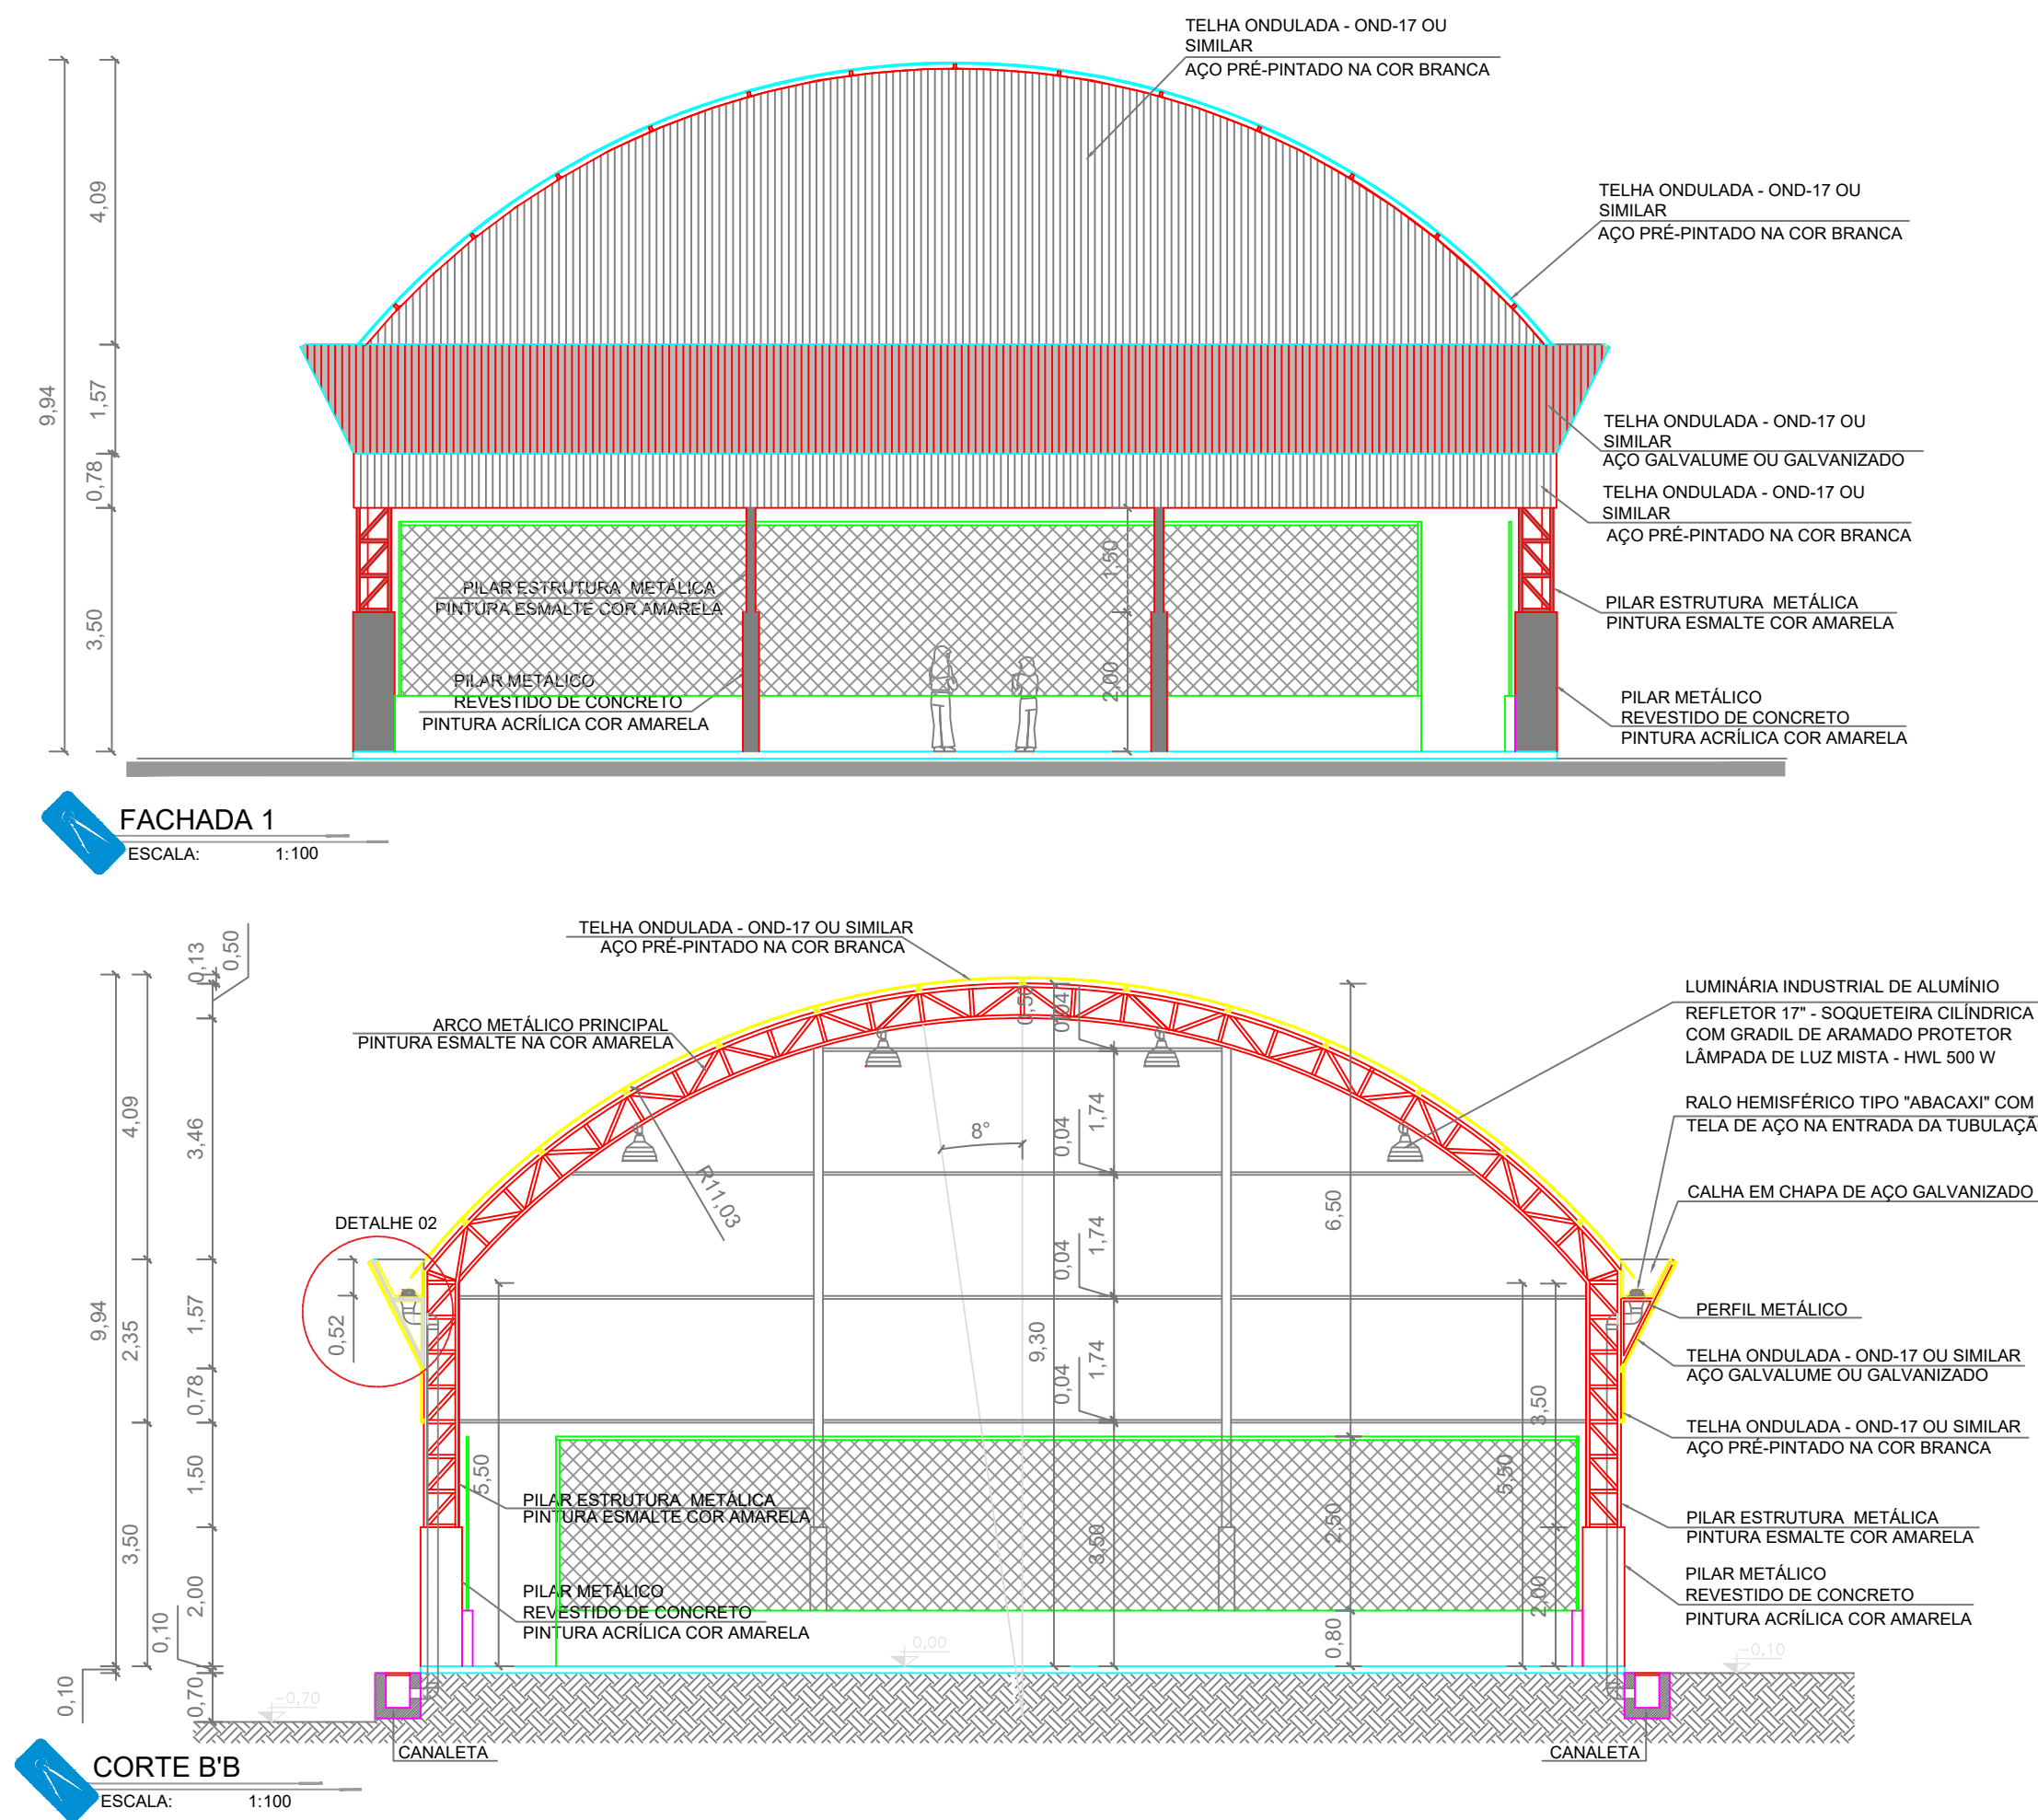 TELHA ONDULADA - OND-17 OU
SIMILAR
AÇO PRÉ-PINTADO NA COR BRANCA
TELHA ONDULADA - OND-17 OU
SIMILAR
AÇO PRÉ-PINTADO NA COR BRANCA
4,09
9,94
1,57
0,78
3,50
TELHA ONDULADA - OND-17 OU
SIMILAR
AÇO GALVALUME OU GALVANIZADO
TELHA ONDULADA - OND-17 OU
SIMILAR
AÇO PRÉ-PINTADO NA COR BRANCA
1,50
2,00
PILAR ESTRUTURA METÁLICA
PINTURA ESMALTE COR AMARELA
PILAR ESTRUTURA METÁLICA
PINTURA ESMALTE COR AMARELA
PILAR METÁLICO
REVESTIDO DE CONCRETO
PINTURA ACRÍLICA COR AMARELA
PILAR METÁLICO
REVESTIDO DE CONCRETO
PINTURA ACRÍLICA COR AMARELA
FACHADA 1
ESCALA: 1:100
TELHA ONDULADA - OND-17 OU SIMILAR
AÇO PRÉ-PINTADO NA COR BRANCA
0,13
0,50
ARCO METÁLICO PRINCIPAL
PINTURA ESMALTE NA COR AMARELA
LUMINÁRIA INDUSTRIAL DE ALUMÍNIO
REFLETOR 17" - SOQUETEIRA CILÍNDRICA
COM GRADIL DE ARAMADO PROTETOR
LÂMPADA DE LUZ MISTA - HWL 500 W
RALO HEMISFÉRICO TIPO "ABACAXI" COM
TELA DE AÇO NA ENTRADA DA TUBULAÇÃ
CALHA EM CHAPA DE AÇO GALVANIZADO
PERFIL METÁLICO
TELHA ONDULADA - OND-17 OU SIMILAR
AÇO GALVALUME OU GALVANIZADO
TELHA ONDULADA - OND-17 OU SIMILAR
AÇO PRÉ-PINTADO NA COR BRANCA
PILAR ESTRUTURA METÁLICA
PINTURA ESMALTE COR AMARELA
PILAR METÁLICO
REVESTIDO DE CONCRETO
PINTURA ACRÍLICA COR AMARELA
DETALHE 02
R11,03
8°
4,09
3,46
9,94
2,35
1,57
0,52
0,78
1,50
3,50
2,00
0,10
0,10
0,70
-0,70
0,04
1,74
0,04
1,74
0,04
1,74
0,04
9,30
3,50
6,50
2,50
0,80
5,50
5,50
3,50
2,00
0,00
-0,10
PILAR ESTRUTURA METÁLICA
PINTURA ESMALTE COR AMARELA
PILAR METÁLICO
REVESTIDO DE CONCRETO
PINTURA ACRÍLICA COR AMARELA
CANALETA
CANALETA
CORTE B'B
ESCALA: 1:100